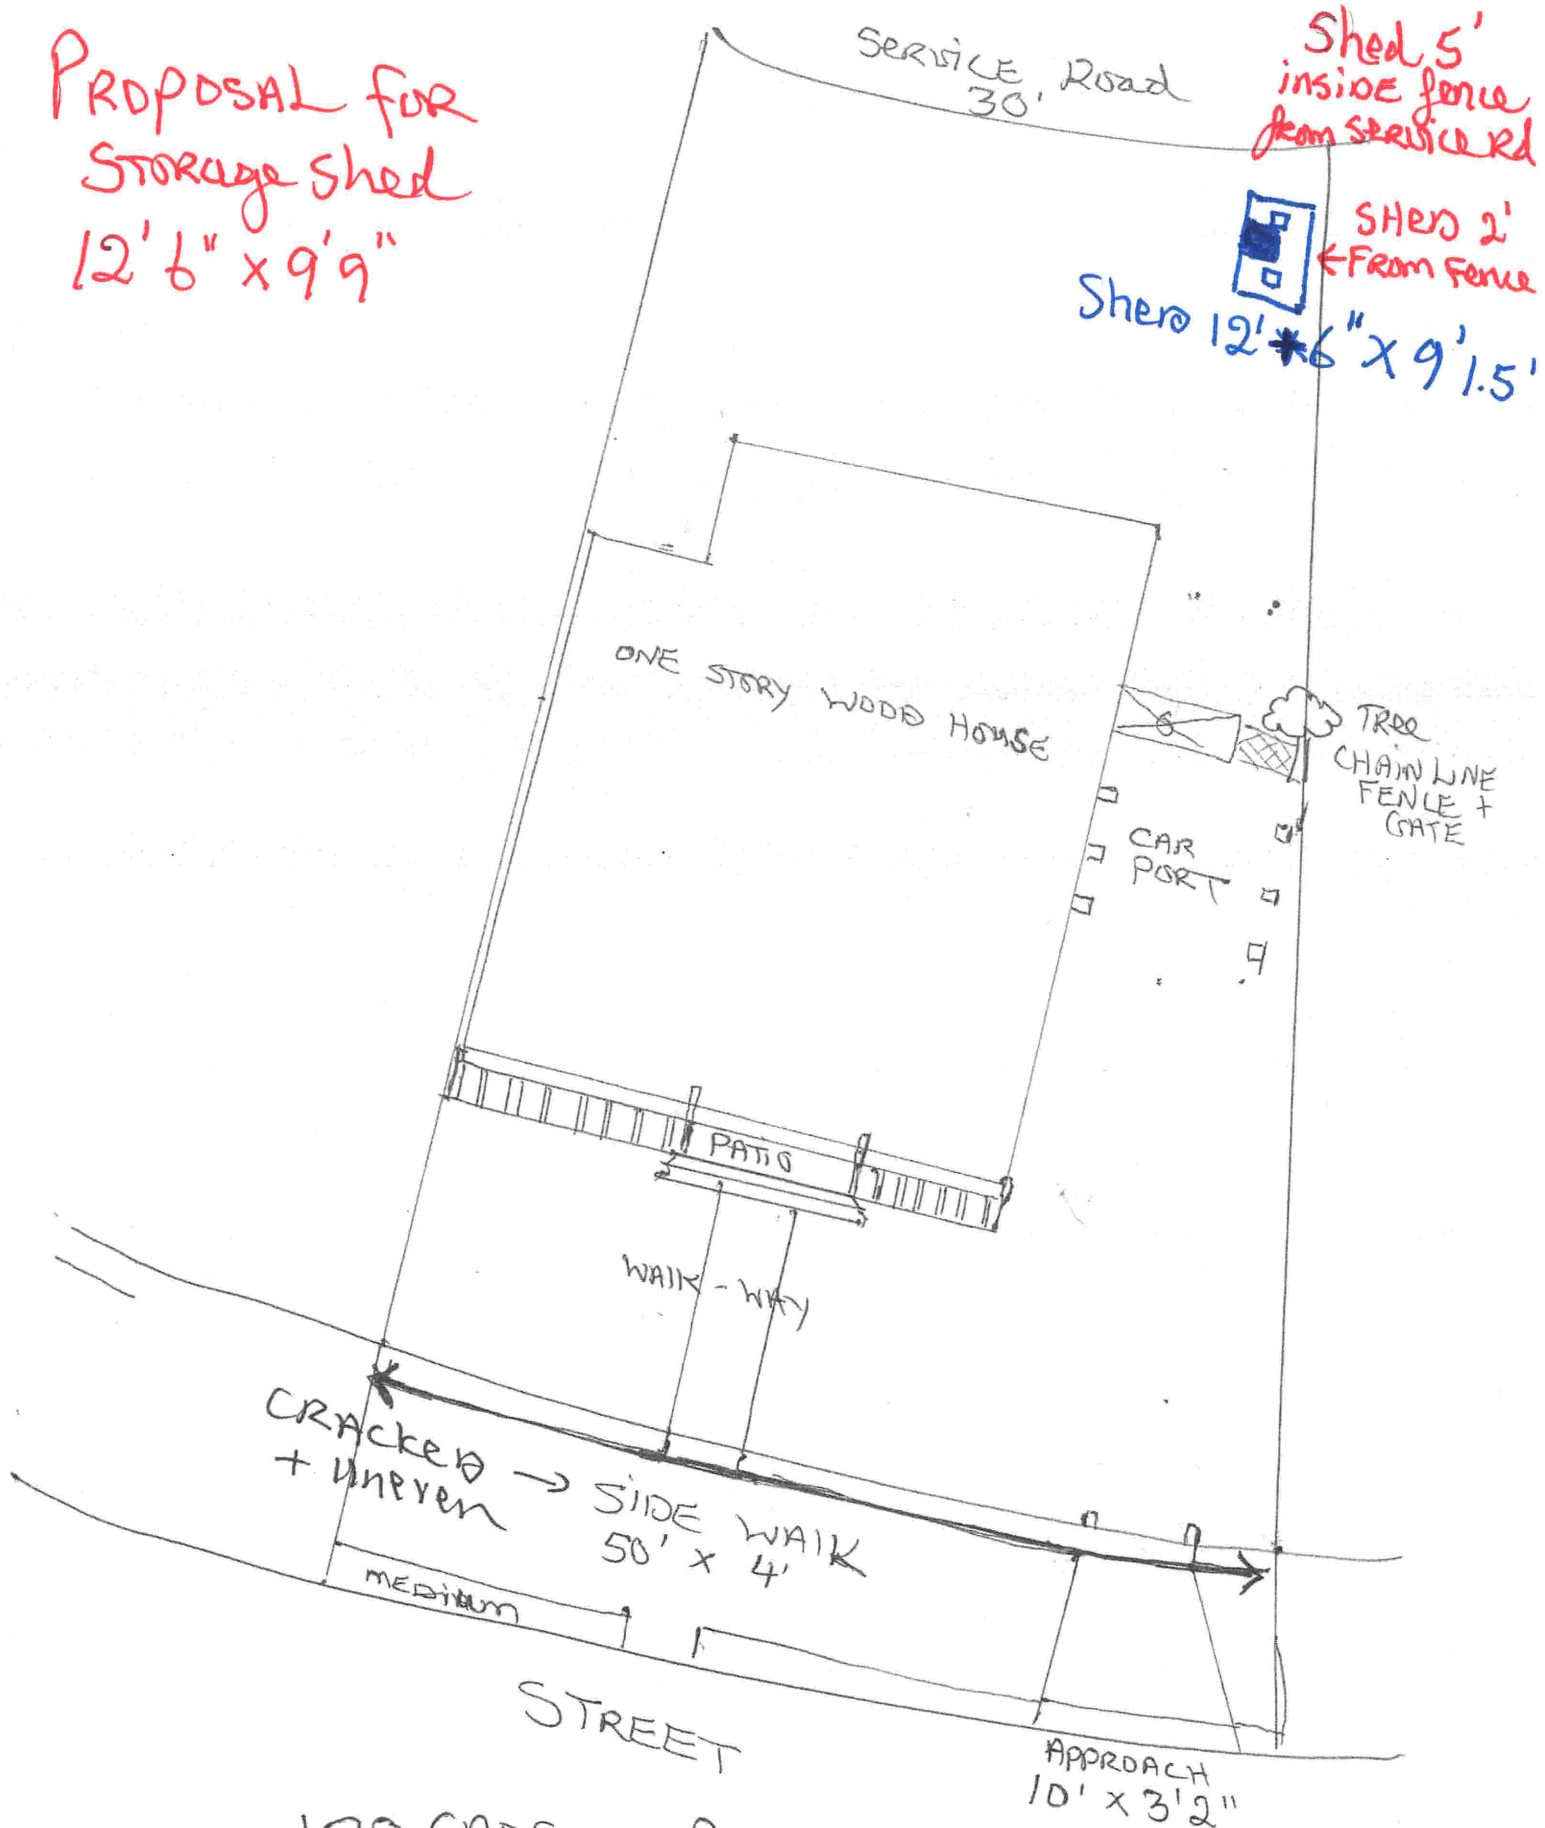 PROPOSAL FOR
STORAGE SHED
12' 6" x 9'9"
SERVICE Road
30'
Shed 5'
inSiDE fence
from SERVICE Rd
SHED 2'
←FROM Fence
SheD 12' 6" X 9' 1.5'
ONE STORY WOOD HOUSE
6
TREE
CHAIN LINE
FENCE +
GATE
CAR
PORT
PATIO
WALK-WAY
CRACKED →
+ uneven
SIDE WALK
50' x 4'
MEDIUM
STREET
APPROACH
10' x 3'2"